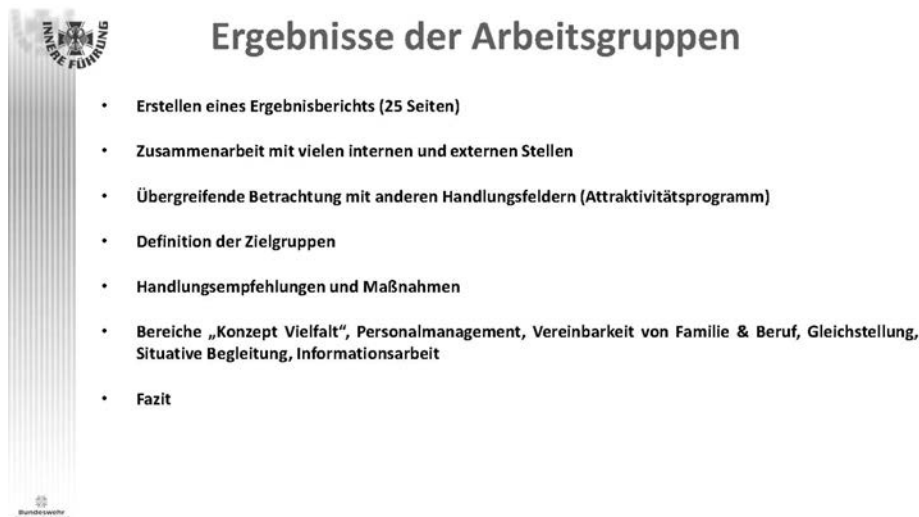 INNERE FÜHRUNG
Ergebnisse der Arbeitsgruppen
• Erstellen eines Ergebnisberichts (25 Seiten)
• Zusammenarbeit mit vielen internen und externen Stellen
• Übergreifende Betrachtung mit anderen Handlungsfeldern (Attraktivitätsprogramm)
• Definition der Zielgruppen
• Handlungsempfehlungen und Maßnahmen
• Bereiche „Konzept Vielfalt“, Personalmanagement, Vereinbarkeit von Familie & Beruf, Gleichstellung,
Situative Begleitung, Informationsarbeit
• Fazit
Bundeswehr